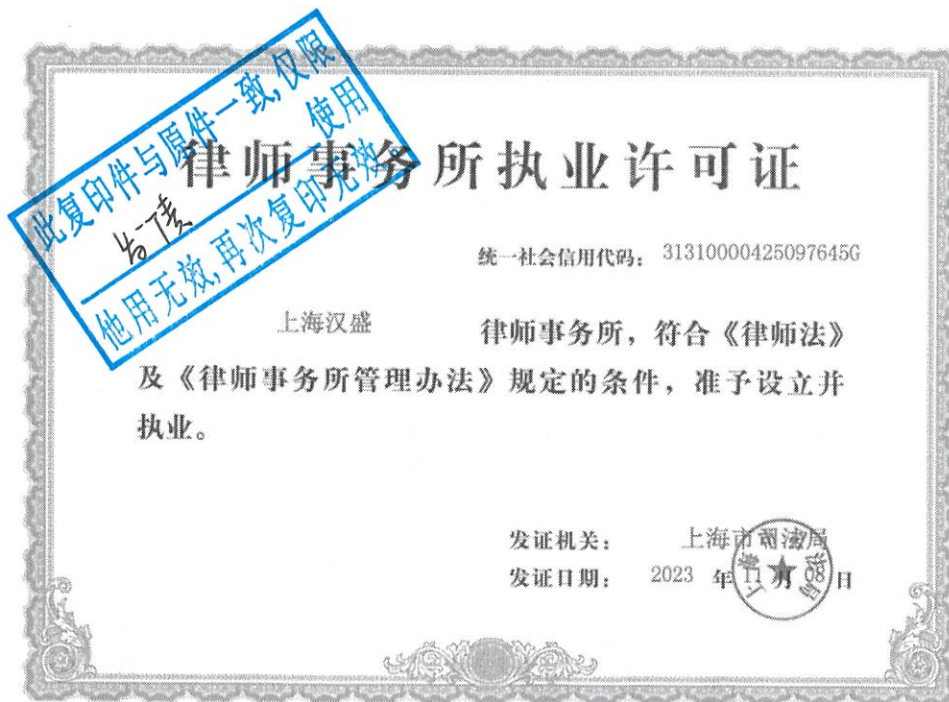 此复印件与原件一致,仅限
使用
他用无效,再次复印无效。
律师事务所执业许可证
统一社会信用代码: 31310000425097645G
上海汉盛 律师事务所, 符合《律师法》
及《律师事务所管理办法》规定的条件, 准予设立并
执业。
发证机关: 上海市司法局
发证日期: 2023 年 11 月 08 日